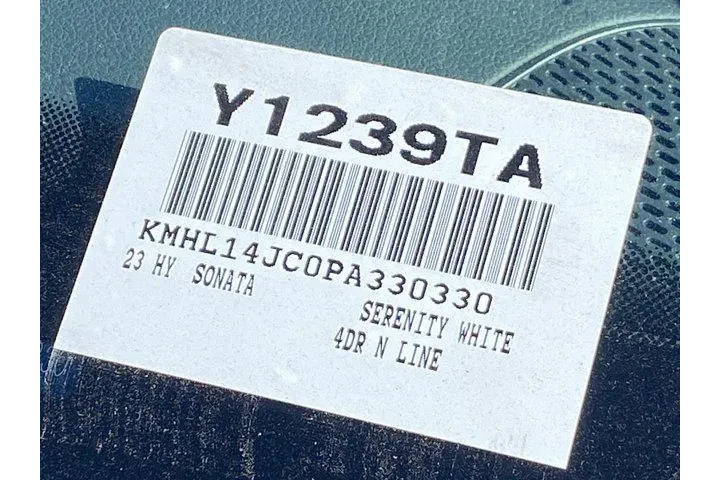 Y1239TA
KMHL14JC0PA330330
23 HY SONATA
SERENITY WHITE
4DR N LINE